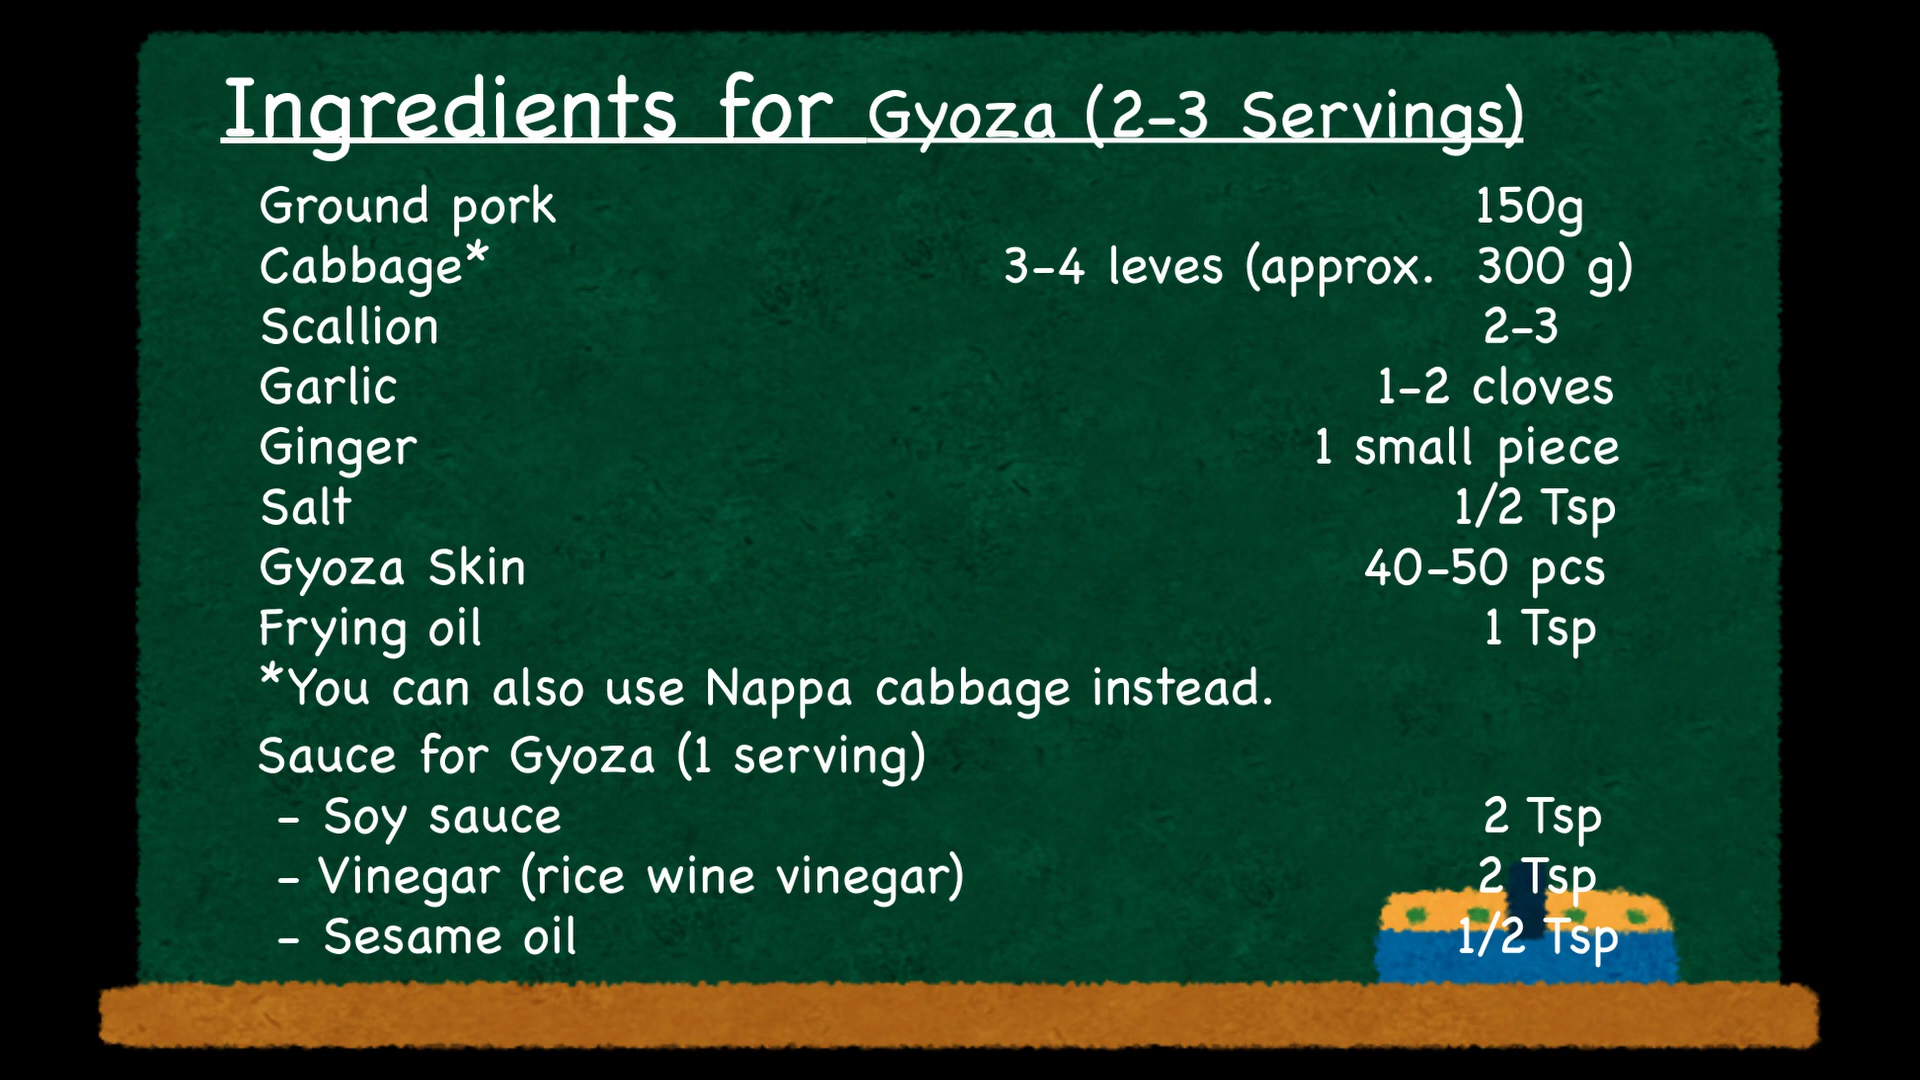 Ingredients for Gyoza (2-3 Servings)
Ground pork 150g
Cabbage* 3-4 leves (approx. 300 g)
Scallion 2-3
Garlic 1-2 cloves
Ginger 1 small piece
Salt 1/2 Tsp
Gyoza Skin 40-50 pcs
Frying oil 1 Tsp
*You can also use Nappa cabbage instead.
Sauce for Gyoza (1 serving)
- Soy sauce 2 Tsp
- Vinegar (rice wine vinegar) 2 Tsp
- Sesame oil 1/2 Tsp